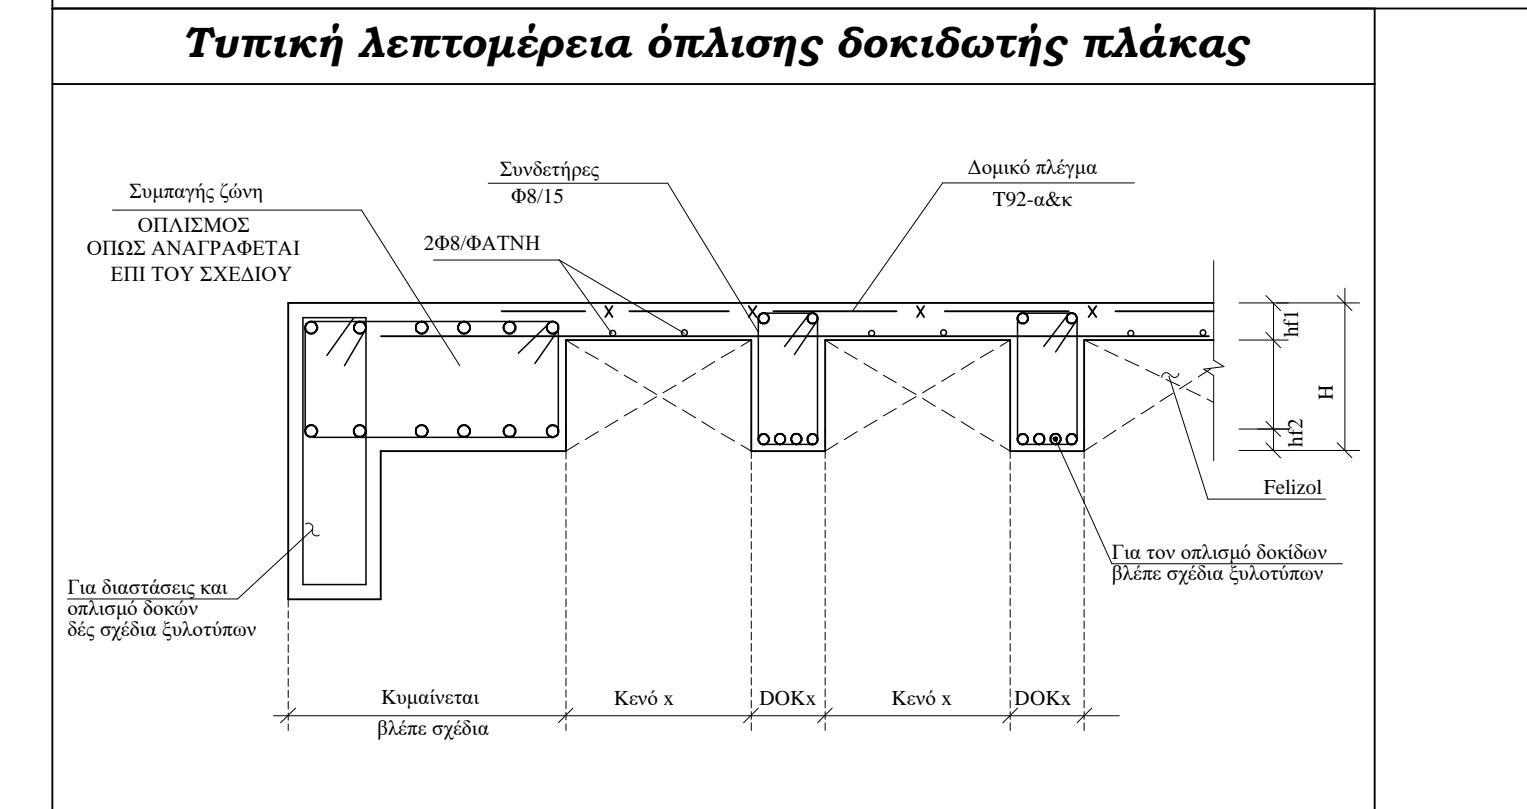 Τυπική λεπτομέρεια όπλισης δοκιδωτής πλάκας
Συμπαγής ζώνη
ΟΠΛΙΣΜΟΣ
ΟΠΩΣ ΑΝΑΓΡΑΦΕΤΑΙ
ΕΠΙ ΤΟΥ ΣΧΕΔΙΟΥ
2Φ8/ΦΑΤΝΗ
Συνδετήρες
Φ8/15
Δομικό πλέγμα
Τ92-α&κ
hf1
H
hf2
Felizol
Για τον οπλισμό δοκίδων
βλέπε σχέδια ξυλοτύπων
Για διαστάσεις και
οπλισμό δοκών
δές σχέδια ξυλοτύπων
Κυμαίνεται
βλέπε σχέδια
Κενό x
DOKx
Κενό x
DOKx